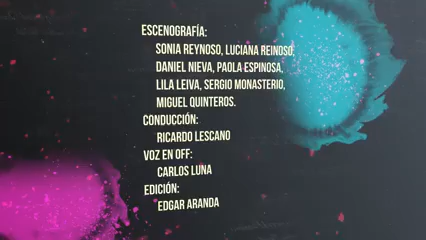 ESCENOGRAFÍA:
SONIA REYNOSO, LUCIANA REINOSO,
DANIEL NIEVA, PAOLA ESPINOSA,
LILA LEIVA, SERGIO MONASTERIO,
MIGUEL QUINTEROS.
CONDUCCIÓN:
RICARDO LESCANO
VOZ EN OFF:
CARLOS LUNA
EDICIÓN:
EDGAR ARANDA